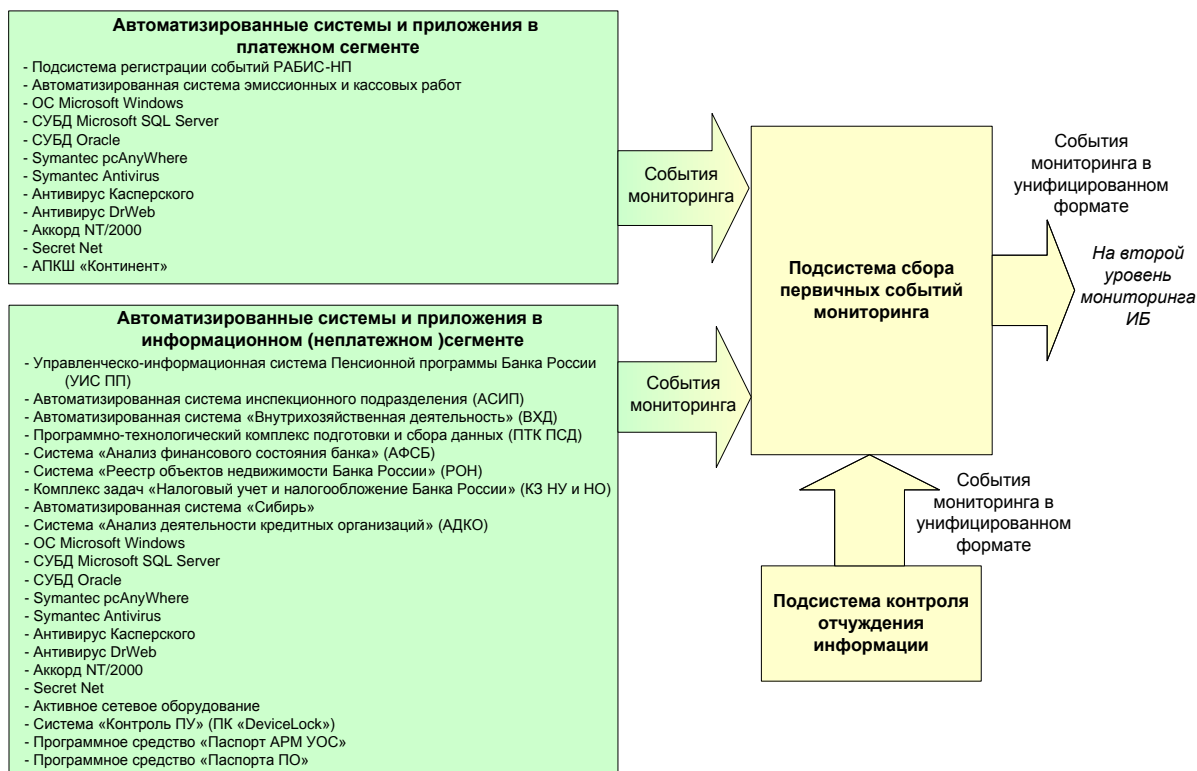 Автоматизированные системы и приложения в
платежном сегменте
- Подсистема регистрации событий РАБИС-НП
- Автоматизированная система эмиссионных и кассовых работ
- ОС Microsoft Windows
- СУБД Microsoft SQL Server
- СУБД Oracle
- Symantec pcAnyWhere
- Symantec Antivirus
- Антивирус Касперского
- Антивирус DrWeb
- Аккорд NT/2000
- Secret Net
- АПКШ «Континент»
События
мониторинга
Автоматизированные системы и приложения в
информационном (неплатежном )сегменте
- Управленческо-информационная система Пенсионной программы Банка России
(УИС ПП)
- Автоматизированная система инспекционного подразделения (АСИП)
- Автоматизированная система «Внутрихозяйственная деятельность» (ВХД)
- Программно-технологический комплекс подготовки и сбора данных (ПТК ПСД)
- Система «Анализ финансового состояния банка» (АФСБ)
- Система «Реестр объектов недвижимости Банка России» (РОН)
- Комплекс задач «Налоговый учет и налогообложение Банка России» (КЗ НУ и НО)
- Автоматизированная система «Сибирь»
- Система «Анализ деятельности кредитных организаций» (АДКО)
- ОС Microsoft Windows
- СУБД Microsoft SQL Server
- СУБД Oracle
- Symantec pcAnyWhere
- Symantec Antivirus
- Антивирус Касперского
- Антивирус DrWeb
- Аккорд NT/2000
- Secret Net
- Активное сетевое оборудование
- Система «Контроль ПУ» (ПК «DeviceLock»)
- Программное средство «Паспорт АРМ УОС»
- Программное средство «Паспорта ПО»
События
мониторинга
Подсистема сбора
первичных событий
мониторинга
События
мониторинга в
унифицированном
формате
На второй
уровень
мониторинга
ИБ
События
мониторинга в
унифицированном
формате
Подсистема контроля
отчуждения
информации